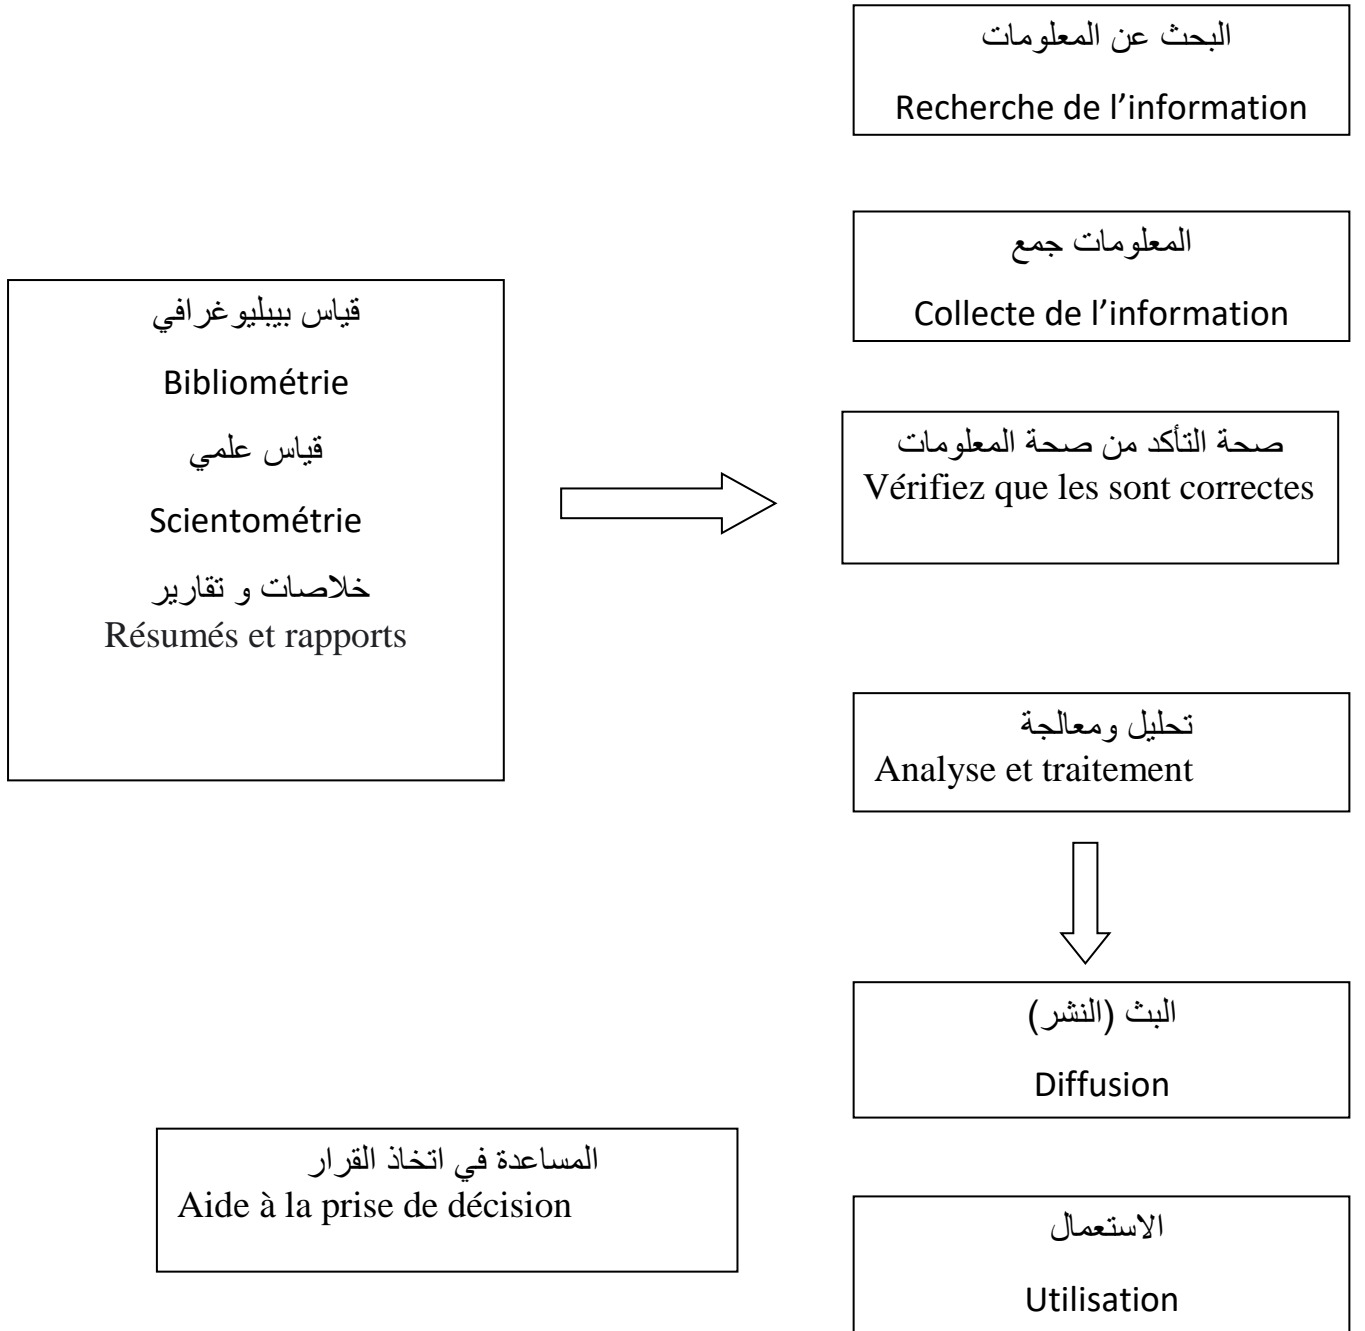 البحث عن المعلومات
Recherche de l’information
المعلومات جمع
Collecte de l’information
قياس بيبليوغرافي
Bibliométrie
قياس علمي
Scientométrie
خلاصات و تقارير
Résumés et rapports
صحة التأكد من صحة المعلومات
Vérifiez que les sont correctes
تحليل ومعالجة
Analyse et traitement
البث (النشر)
Diffusion
المساعدة في اتخاذ القرار
Aide à la prise de décision
الاستعمال
Utilisation